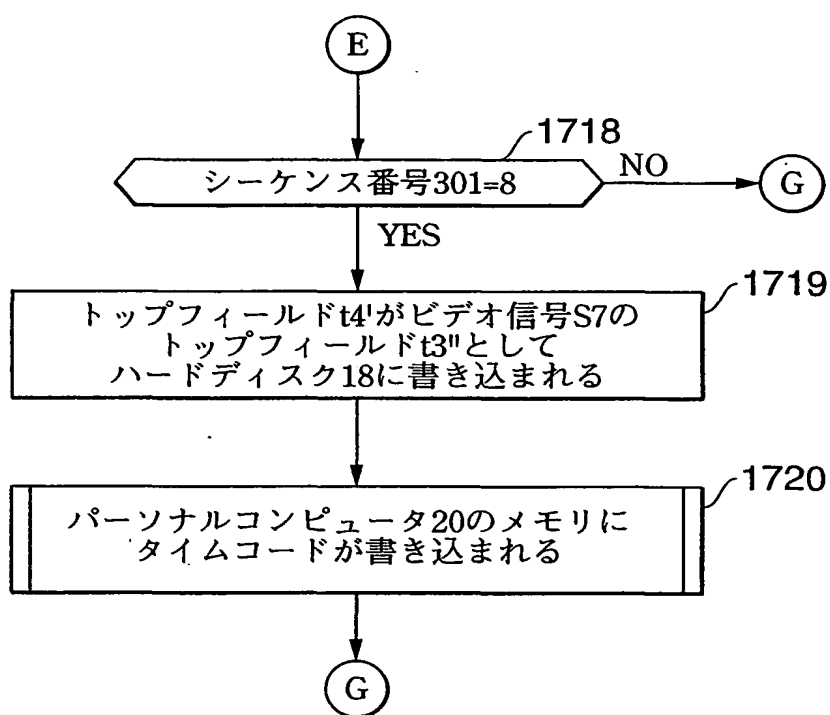 E
1718
シーケンス番号301=8
NO
G
YES
1719
トップフィールドt4'がビデオ信号S7の
トップフィールドt3"として
ハードディスク18に書き込まれる
1720
パーソナルコンピュータ20のメモリに
タイムコードが書き込まれる
G